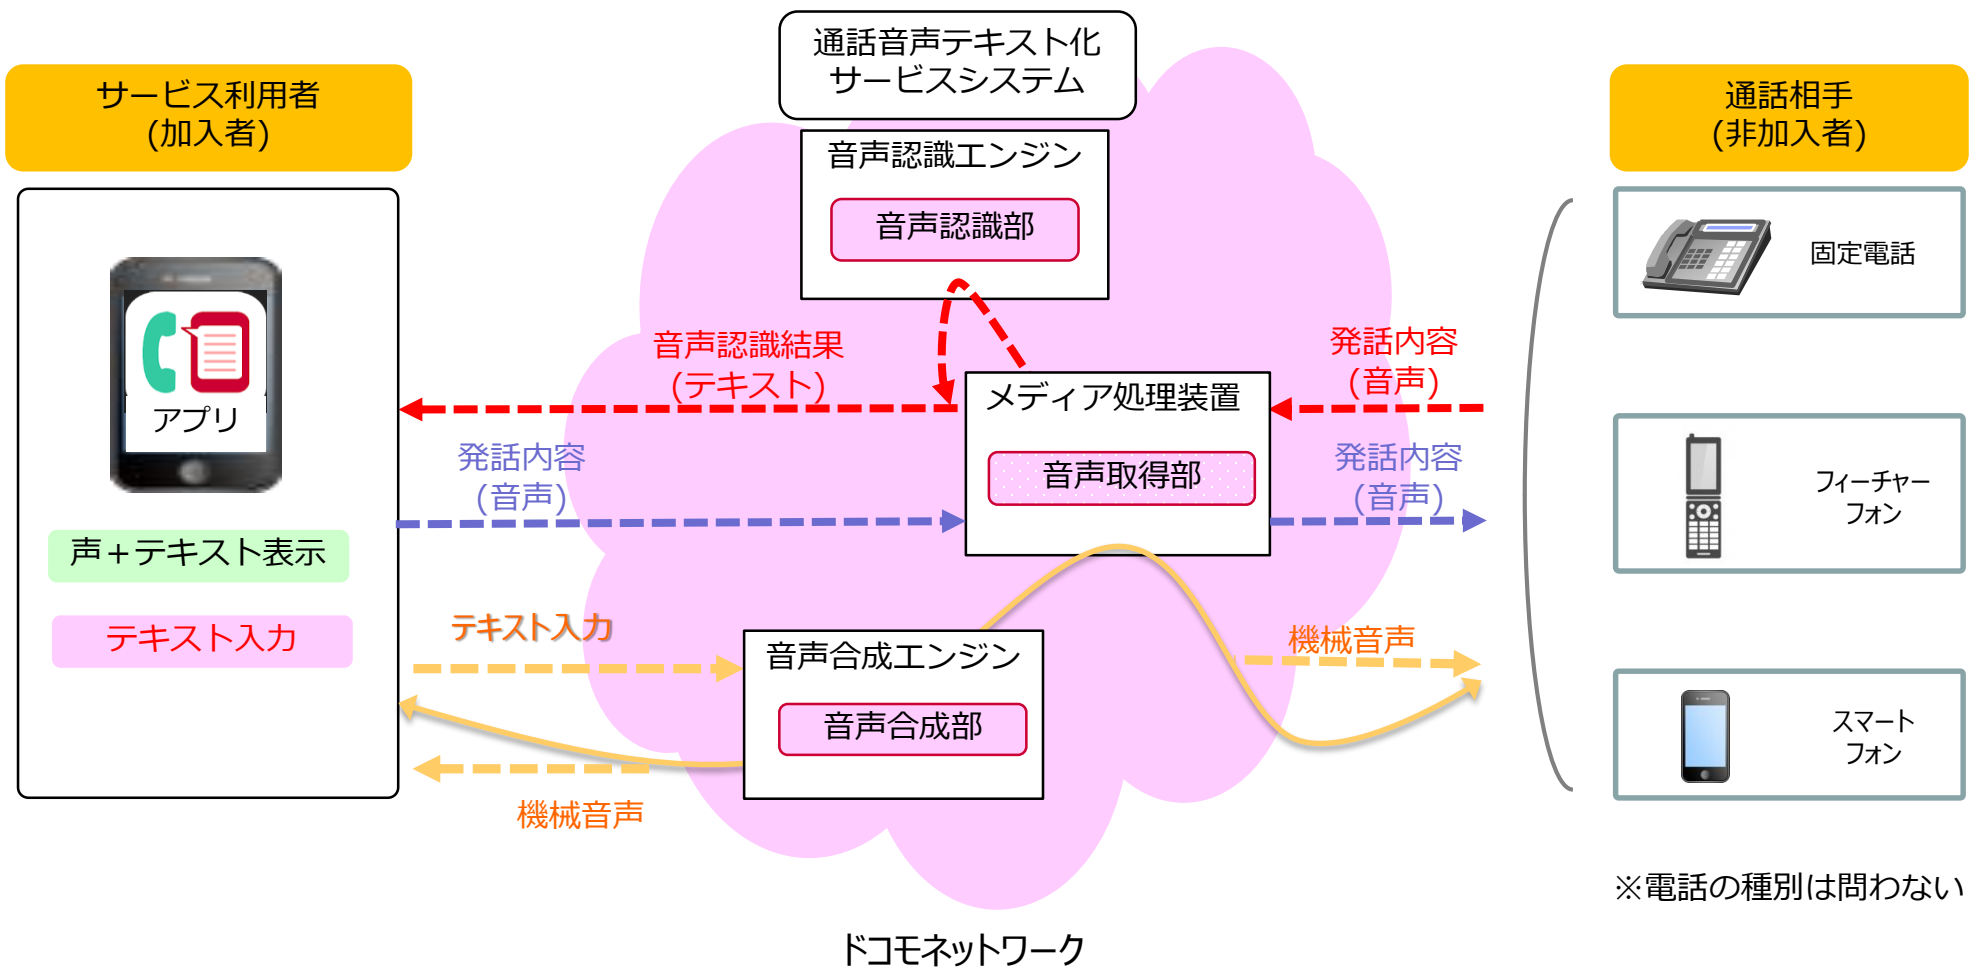 通話音声テキスト化
サービスシステム
サービス利用者
(加入者)
通話相手
(非加入者)
音声認識エンジン
音声認識部
固定電話
音声認識結果
(テキスト)
発話内容
(音声)
メディア処理装置
アプリ
発話内容
(音声)
音声取得部
発話内容
(音声)
フィーチャー
フォン
声＋テキスト表示
テキスト入力
テキスト入力
音声合成エンジン
機械音声
音声合成部
スマート
フォン
機械音声
※電話の種別は問わない
ドコモネットワーク